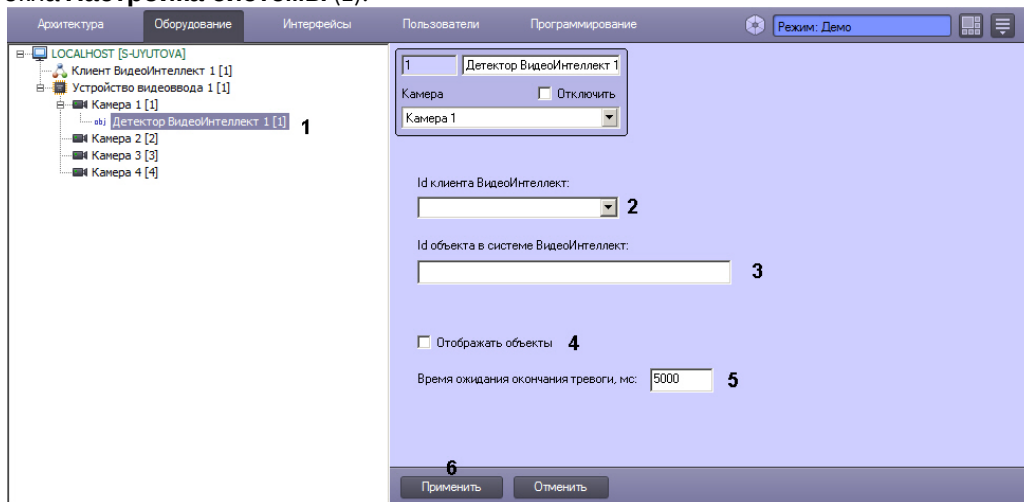 окна Настройка системы (1).
Архитектура Оборудование Интерфейсы Пользователи Программирование Режим: Демо
LOCALHOST [S-UYUTOVA]
Клиент ВидеоИнтеллект 1 [1]
Устройство видеоввода 1 [1]
Камера 1 [1]
obj Детектор ВидеоИнтеллект 1 [1] 1
Камера 2 [2]
Камера 3 [3]
Камера 4 [4]
1 Детектор ВидеоИнтеллект 1
Камера Отключить
Камера 1
Id клиента ВидеоИнтеллект:
2
Id объекта в системе ВидеоИнтеллект:
3
Отображать объекты 4
Время ожидания окончания тревоги, мс: 5000 5
6
Применить Отменить